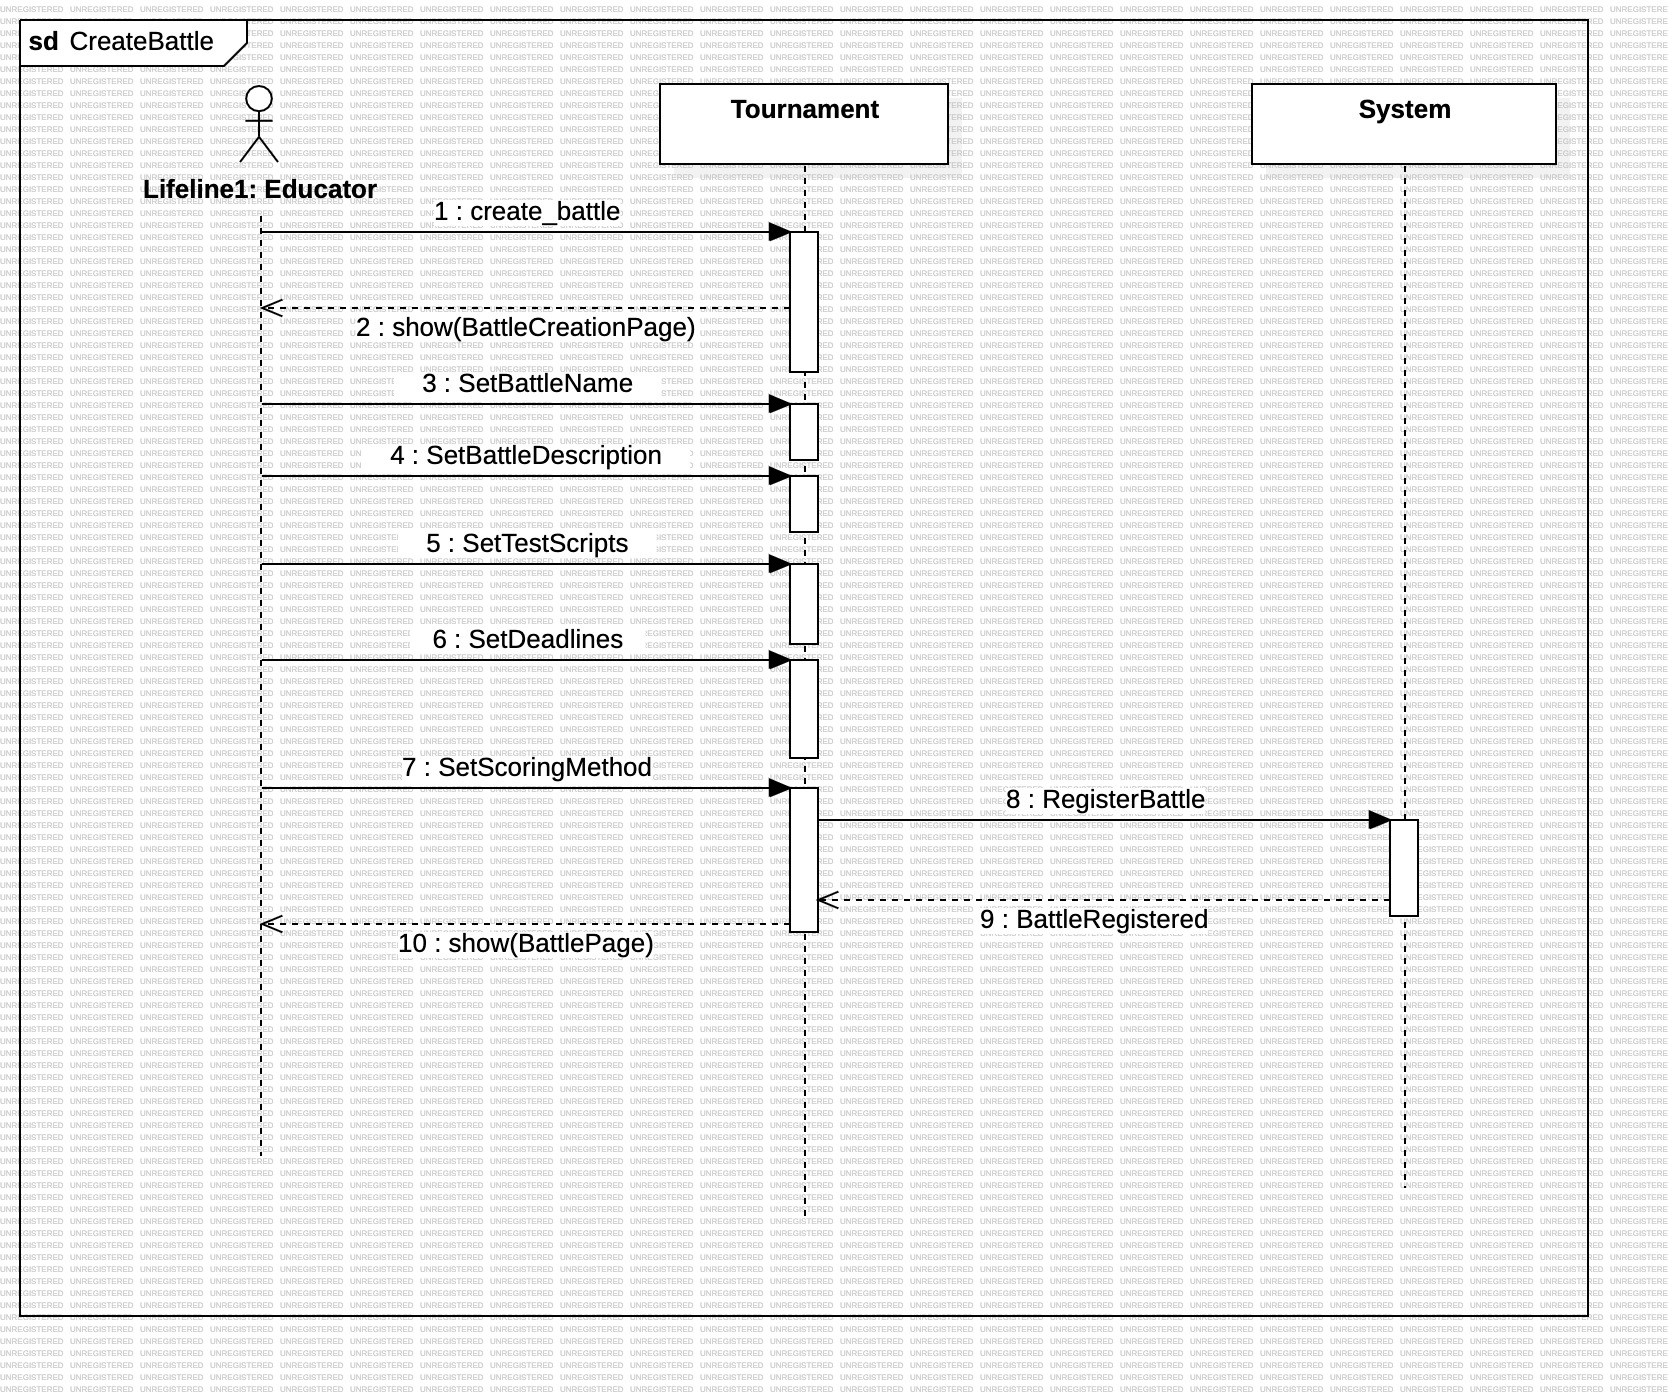 sd CreateBattle
Tournament
System
Lifeline1: Educator
1 : create_battle
2 : show(BattleCreationPage)
3 : SetBattleName
4 : SetBattleDescription
5 : SetTestScripts
6 : SetDeadlines
7 : SetScoringMethod
8 : RegisterBattle
9 : BattleRegistered
10 : show(BattlePage)
UNREGISTERED